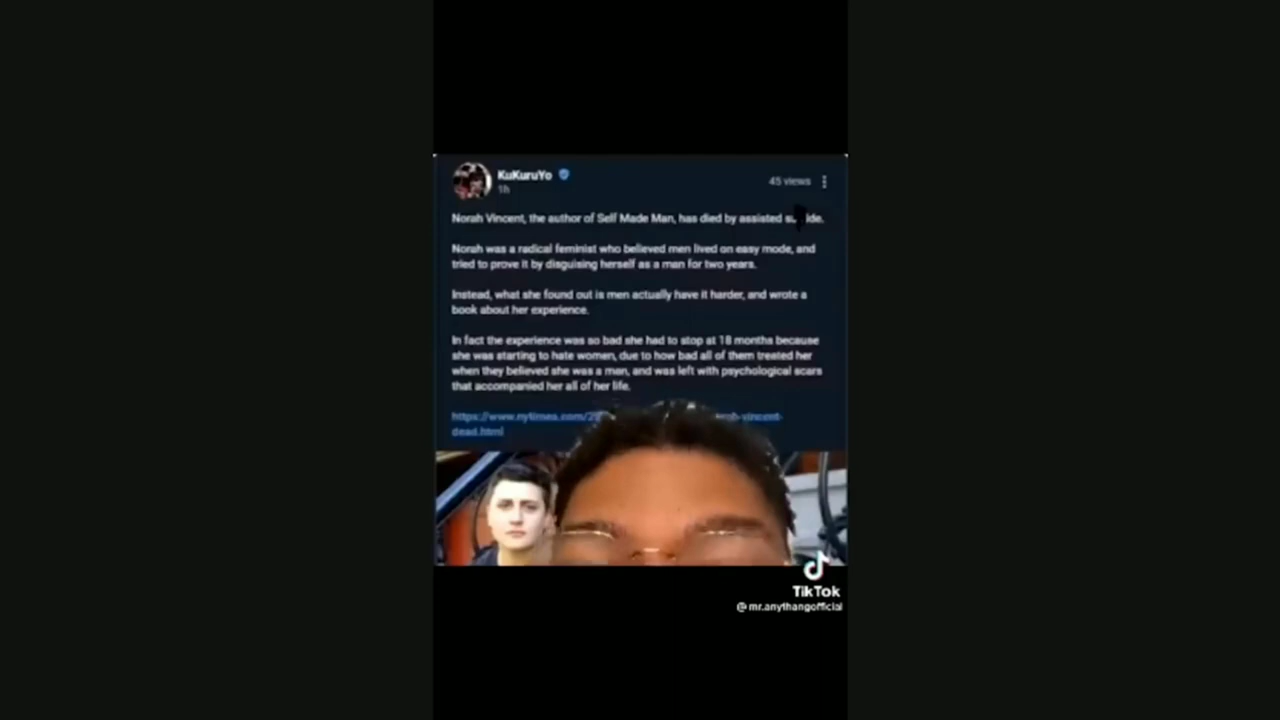 KuKuruYo
1h
45 views
Norah Vincent, the author of Self Made Man, has died by assisted su ide.
Norah was a radical feminist who believed men lived on easy mode, and
tried to prove it by disguising herself as a man for two years.
Instead, what she found out is men actually have it harder, and wrote a
book about her experience.
In fact the experience was so bad she had to stop at 18 months because
she was starting to hate women, due to how bad all of them treated her
when they believed she was a man, and was left with psychological scars
that accompanied her all of her life.
https://www.nytimes.com/20 rah-vincent-
dead.html
TikTok
@mr.anythangofficial